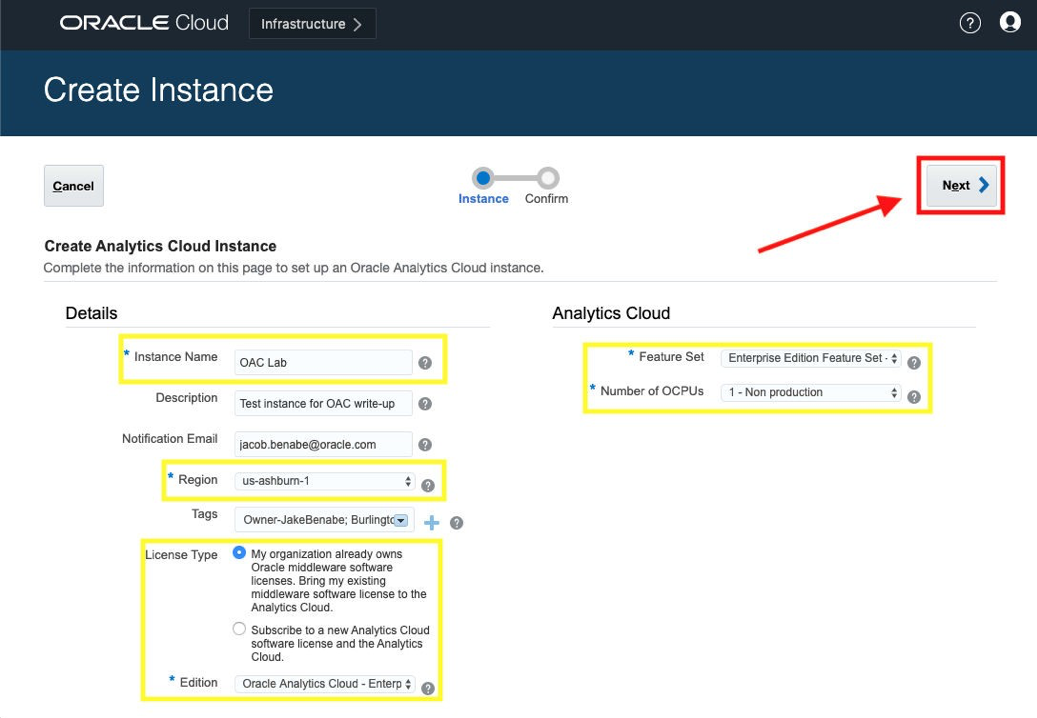 ORACLE Cloud Infrastructure
?
Create Instance
Cancel
Next
Instance Confirm
Create Analytics Cloud Instance
Complete the information on this page to set up an Oracle Analytics Cloud instance.
Details
* Instance Name OAC Lab ?
Description Test instance for OAC write-up ?
Notification Email jacob.benabe@oracle.com ?
* Region us-ashburn-1 ?
Tags Owner-JakeBenabe; Burlingto ?
License Type My organization already owns
Oracle middleware software
licenses. Bring my existing
middleware software license to the
Analytics Cloud.
Subscribe to a new Analytics Cloud
software license and the Analytics
Cloud.
* Edition Oracle Analytics Cloud - Enterp ?
Analytics Cloud
* Feature Set Enterprise Edition Feature Set - ?
* Number of OCPUs 1 - Non production ?